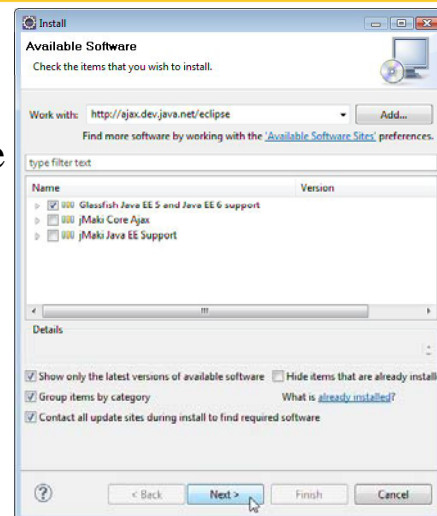 Install
Available Software
Check the items that you wish to install.
Work with: http://ajax.dev.java.net/eclipse Add...
Find more software by working with the 'Available Software Sites' preferences.
e
type filter text
Name Version
Glassfish Java EE 5 and Java EE 6 support
jMaki Core Ajax
jMaki Java EE Support
Details
Show only the latest versions of available software Hide items that are already install
Group items by category What is already installed?
Contact all update sites during install to find required software
? < Back Next > Finish Cancel